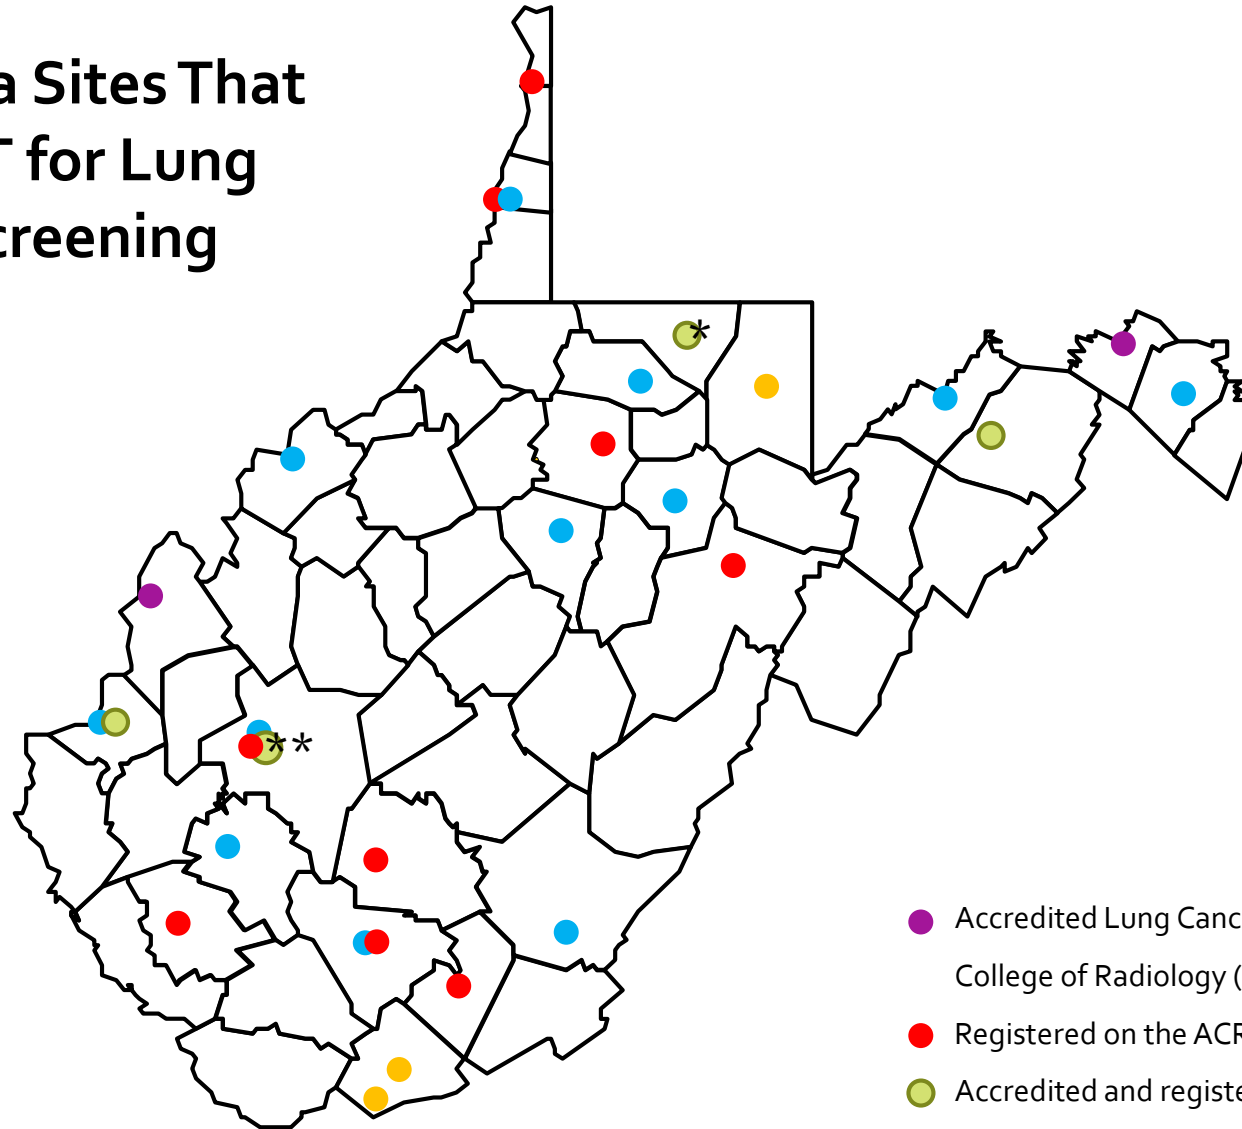 a Sites That
T for Lung
creening
*
**
Accredited Lung Canc
College of Radiology (
Registered on the ACR
Accredited and registe